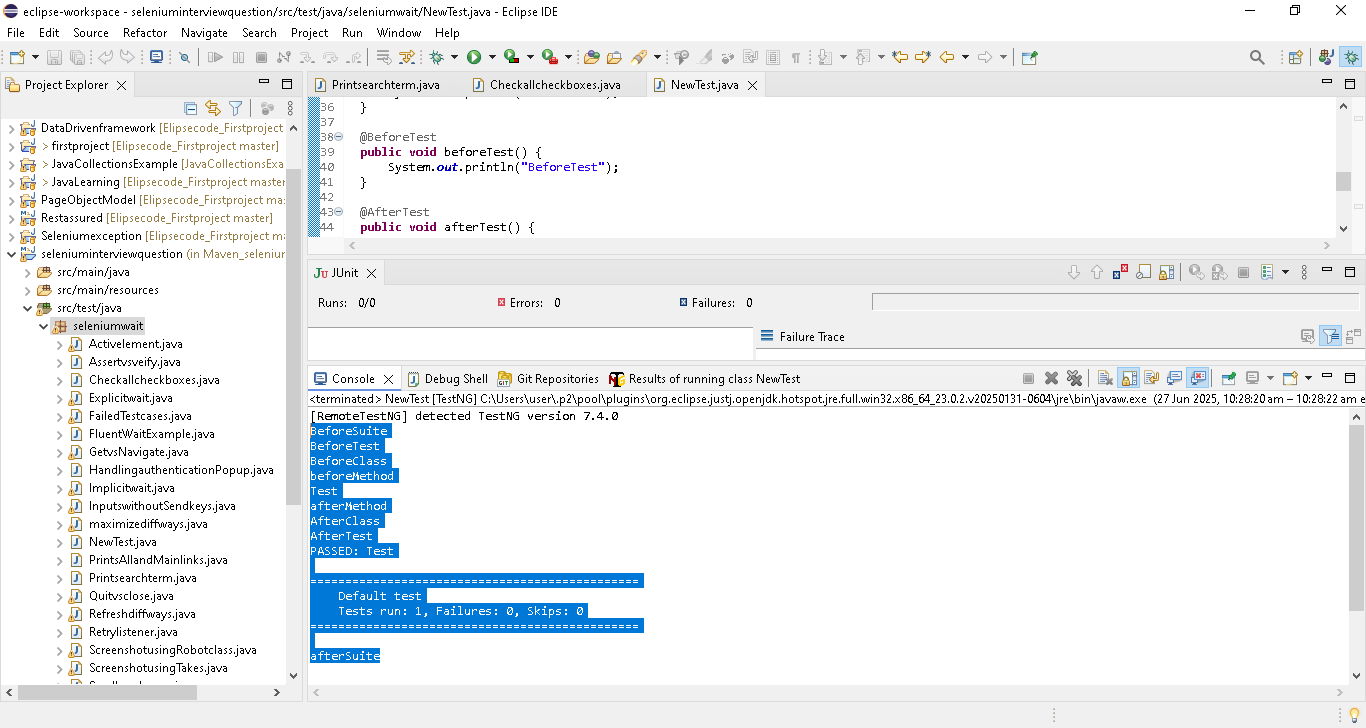 eclipse-workspace - seleniuminterviewquestion/src/test/java/seleniumwait/NewTest.java - Eclipse IDE
File Edit Source Refactor Navigate Search Project Run Window Help
Project Explorer
DataDrivenframework [Elipsecode_Firstproject
> firstproject [Elipsecode_Firstproject master]
> JavaCollectionsExample [JavaCollectionsExa
> JavaLearning [Elipsecode_Firstproject master
PageObjectModel [Elipsecode_Firstproject ma
Restassured [Elipsecode_Firstproject master]
Seleniumexception [Elipsecode_Firstproject ma
seleniuminterviewquestion (in Maven_seleniur
src/main/java
src/main/resources
src/test/java
seleniumwait
Activelement.java
Assertvsveify.java
Checkallcheckboxes.java
Explicitwait.java
FailedTestcases.java
FluentWaitExample.java
GetvsNavigate.java
HandlingauthenticationPopup.java
Implicitwait.java
InputswithoutSendkeys.java
maximizediffways.java
NewTest.java
PrintsAllandMainlinks.java
Printsearchterm.java
Quitvsclose.java
Refreshdiffways.java
Retrylistener.java
ScreenshotusingRobotclass.java
ScreenshotusingTakes.java
Printsearchterm.java Checkallcheckboxes.java NewTest.java
36 }
37
38 @BeforeTest
39 public void beforeTest() {
40 System.out.println("BeforeTest");
41 }
42
43 @AfterTest
44 public void afterTest() {
JUnit
Runs: 0/0 Errors: 0 Failures: 0
Failure Trace
Console Debug Shell Git Repositories Results of running class NewTest
<terminated> NewTest [TestNG] C:\Users\user\.p2\pool\plugins\org.eclipse.justj.openjdk.hotspot.jre.full.win32.x86_64_23.0.2.v20250131-0604\jre\bin\javaw.exe (27 Jun 2025, 10:28:20 am – 10:28:22 am e
[RemoteTestNG] detected TestNG version 7.4.0
BeforeSuite
BeforeTest
BeforeClass
beforeMethod
Test
afterMethod
AfterClass
AfterTest
PASSED: Test
===============================================
Default test
Tests run: 1, Failures: 0, Skips: 0
===============================================
afterSuite